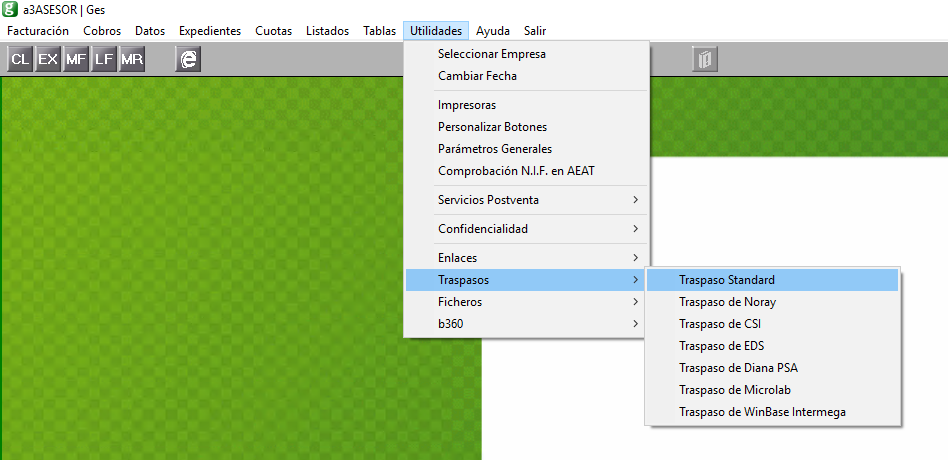 a3ASESOR | Ges
Facturación Cobros Datos Expedientes Cuotas Listados Tablas Utilidades Ayuda Salir
CL EX MF LF MR
Seleccionar Empresa
Cambiar Fecha
Impresoras
Personalizar Botones
Parámetros Generales
Comprobación N.I.F. en AEAT
Servicios Postventa
Confidencialidad
Enlaces
Traspasos
Ficheros
b360
Traspaso Standard
Traspaso de Noray
Traspaso de CSI
Traspaso de EDS
Traspaso de Diana PSA
Traspaso de Microlab
Traspaso de WinBase Intermega